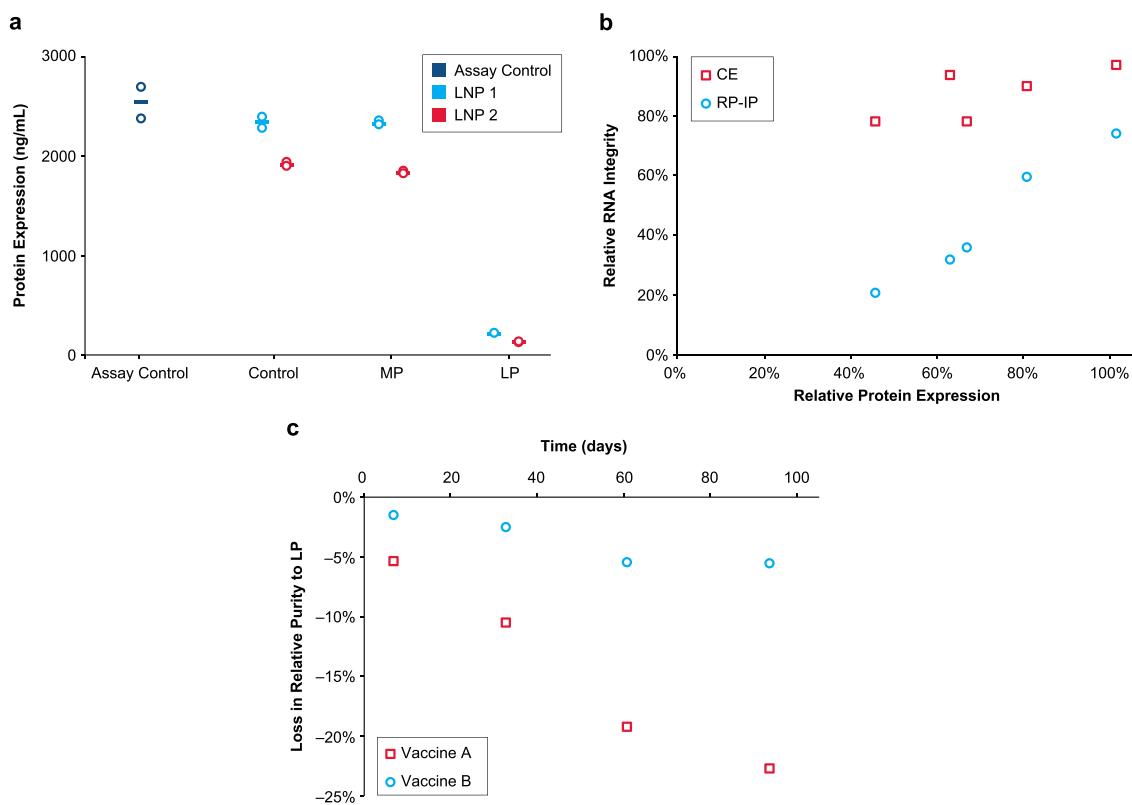 a
3000
2000
1000
0
Protein Expression (ng/mL)
Assay Control
LNP 1
LNP 2
Assay Control
Control
MP
LP
b
100%
80%
60%
40%
20%
0%
Relative RNA Integrity
CE
RP-IP
0%
20%
40%
60%
80%
100%
Relative Protein Expression
c
Time (days)
0
20
40
60
80
100
0%
–5%
–10%
–15%
–20%
–25%
Loss in Relative Purity to LP
Vaccine A
Vaccine B